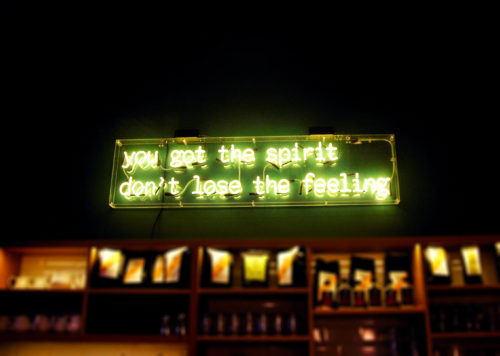 you got the spirit
don't lose the feeling